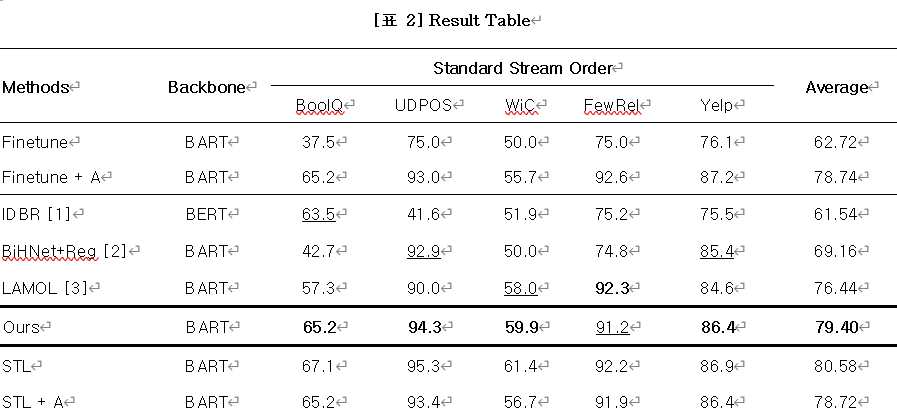 [표 2] Result Table
Methods Backbone Standard Stream Order Average
BoolQ UDPOS WiC FewRel Yelp
Finetune BART 37.5 75.0 50.0 75.0 76.1 62.72
Finetune + A BART 65.2 93.0 55.7 92.6 87.2 78.74
IDBR [1] BERT 63.5 41.6 51.9 75.2 75.5 61.54
BiHNet+Reg [2] BART 42.7 92.9 50.0 74.8 85.4 69.16
LAMOL [3] BART 57.3 90.0 58.0 92.3 84.6 76.44
Ours BART 65.2 94.3 59.9 91.2 86.4 79.40
STL BART 67.1 95.3 61.4 92.2 86.9 80.58
STL + A BART 65.2 93.4 56.7 91.9 86.4 78.72